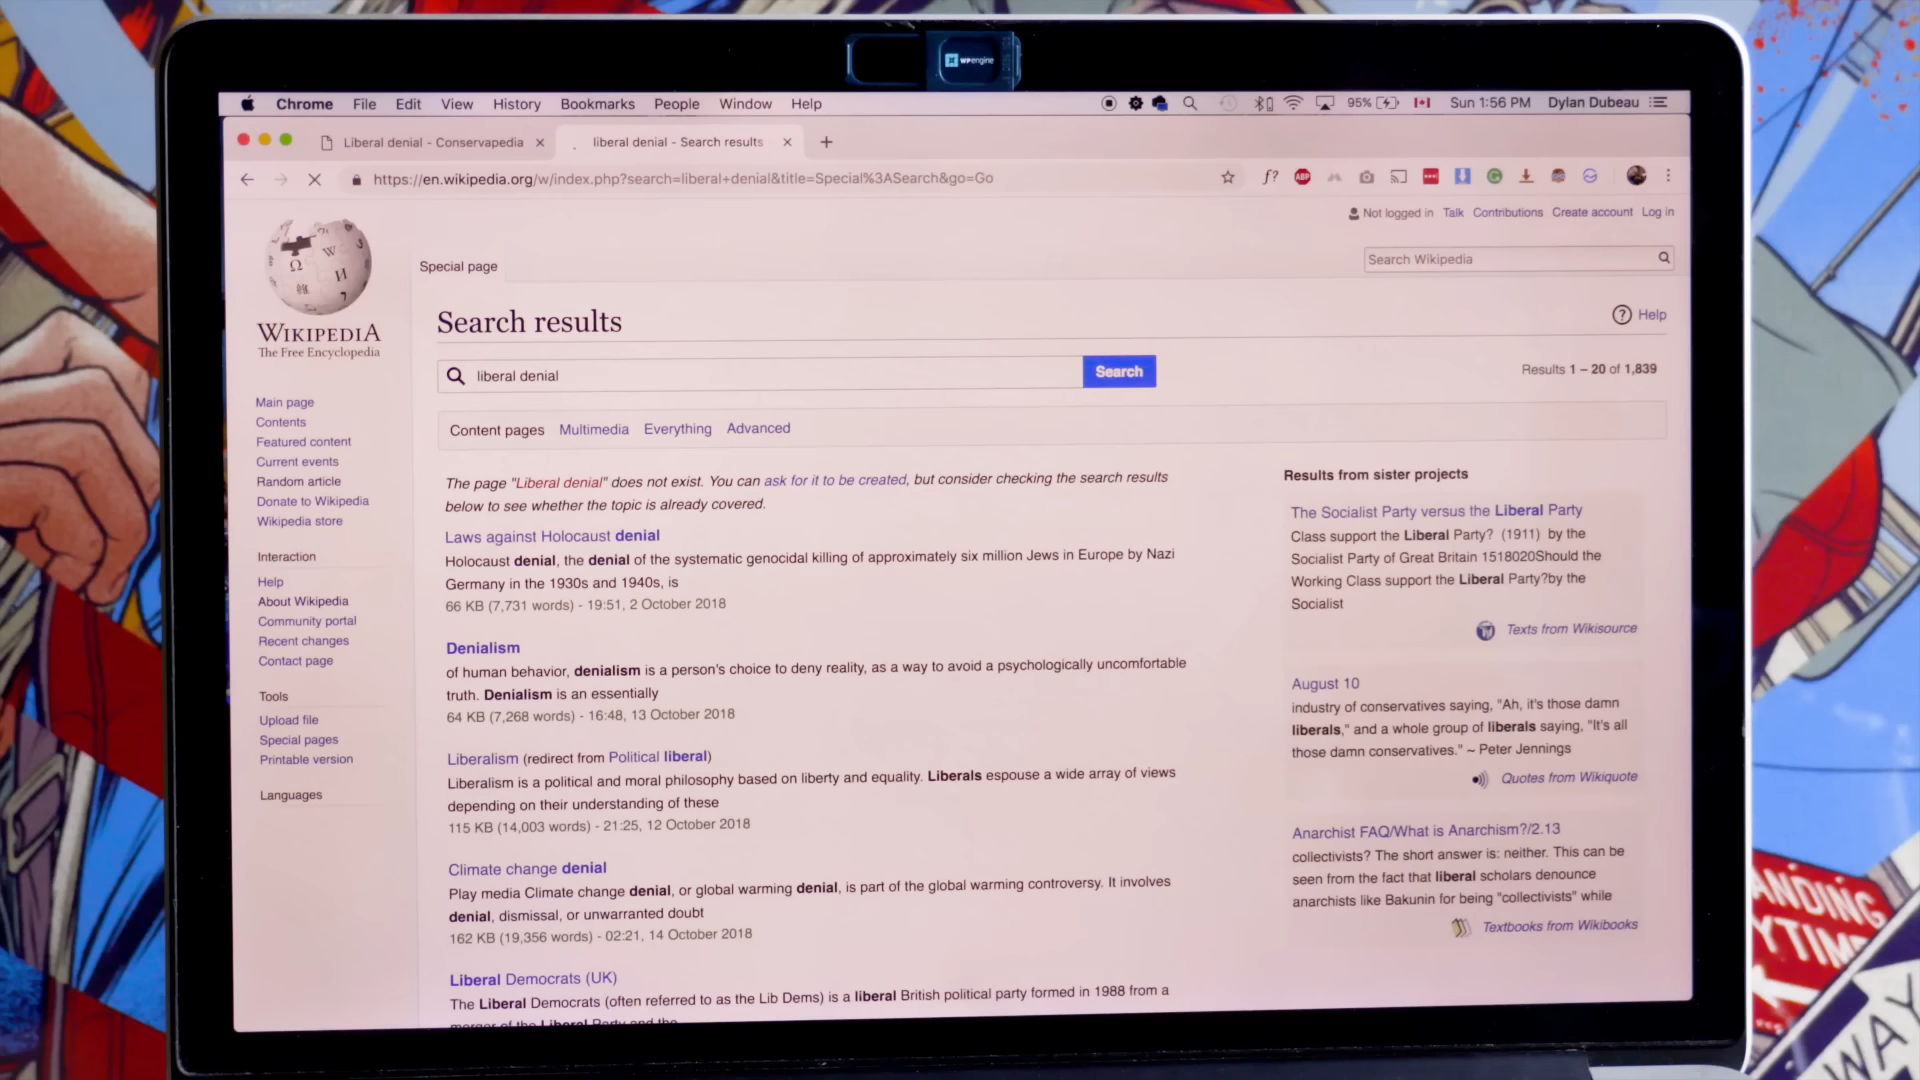 WP engine
Chrome File Edit View History Bookmarks People Window Help 95% Sun 1:56 PM Dylan Dubeau
Liberal denial - Conservapedia
liberal denial - Search results
https://en.wikipedia.org/w/index.php?search=liberal+denial&title=Special%3ASearch&go=Go
f?
ABP
Not logged in Talk Contributions Create account Log in
Special page
Search Wikipedia
WIKIPEDIA
The Free Encyclopedia
Main page
Contents
Featured content
Current events
Random article
Donate to Wikipedia
Wikipedia store
Interaction
Help
About Wikipedia
Community portal
Recent changes
Contact page
Tools
Upload file
Special pages
Printable version
Languages
Search results
Help
liberal denial
Search
Results 1 – 20 of 1,839
Content pages Multimedia Everything Advanced
The page "Liberal denial" does not exist. You can ask for it to be created, but consider checking the search results
below to see whether the topic is already covered.
Laws against Holocaust denial
Holocaust denial, the denial of the systematic genocidal killing of approximately six million Jews in Europe by Nazi
Germany in the 1930s and 1940s, is
66 KB (7,731 words) - 19:51, 2 October 2018
Denialism
of human behavior, denialism is a person's choice to deny reality, as a way to avoid a psychologically uncomfortable
truth. Denialism is an essentially
64 KB (7,268 words) - 16:48, 13 October 2018
Liberalism (redirect from Political liberal)
Liberalism is a political and moral philosophy based on liberty and equality. Liberals espouse a wide array of views
depending on their understanding of these
115 KB (14,003 words) - 21:25, 12 October 2018
Climate change denial
Play media Climate change denial, or global warming denial, is part of the global warming controversy. It involves
denial, dismissal, or unwarranted doubt
162 KB (19,356 words) - 02:21, 14 October 2018
Liberal Democrats (UK)
The Liberal Democrats (often referred to as the Lib Dems) is a liberal British political party formed in 1988 from a
merger of the Liberal Party and the
Results from sister projects
The Socialist Party versus the Liberal Party
Class support the Liberal Party? (1911) by the
Socialist Party of Great Britain 1518020Should the
Working Class support the Liberal Party?by the
Socialist
Texts from Wikisource
August 10
industry of conservatives saying, "Ah, it's those damn
liberals," and a whole group of liberals saying, "It's all
those damn conservatives." ~ Peter Jennings
Quotes from Wikiquote
Anarchist FAQ/What is Anarchism?/2.13
collectivists? The short answer is: neither. This can be
seen from the fact that liberal scholars denounce
anarchists like Bakunin for being "collectivists" while
Textbooks from Wikibooks
ANDING
YTIM
K
WAY